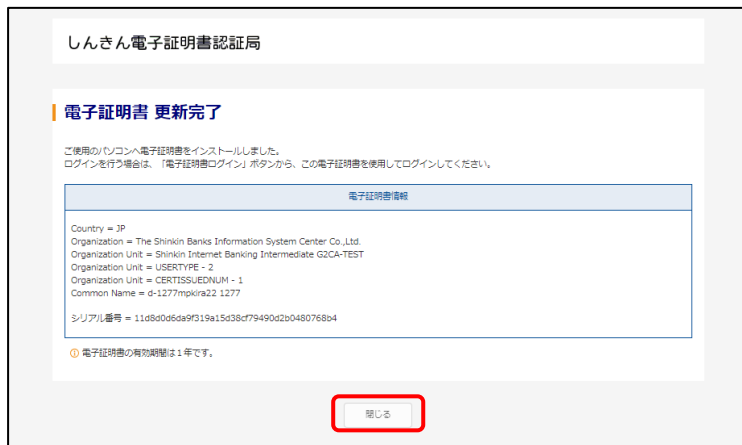 しんきん電子証明書認証局
電子証明書 更新完了
ご使用のパソコンへ電子証明書をインストールしました。
ログインを行う場合は、「電子証明書ログイン」ボタンから、この電子証明書を使用してログインしてください。
電子証明書情報
Country = JP
Organization = The Shinkin Banks Information System Center Co.,Ltd.
Organization Unit = Shinkin Internet Banking Intermediate G2CA-TEST
Organization Unit = USERTYPE - 2
Organization Unit = CERTISSUEDNUM - 1
Common Name = d-1277mpkira22 1277
シリアル番号 = 11d8d0d6da9f319a15d38cf79490d2b0480768b4
電子証明書の有効期間は１年です。
閉じる